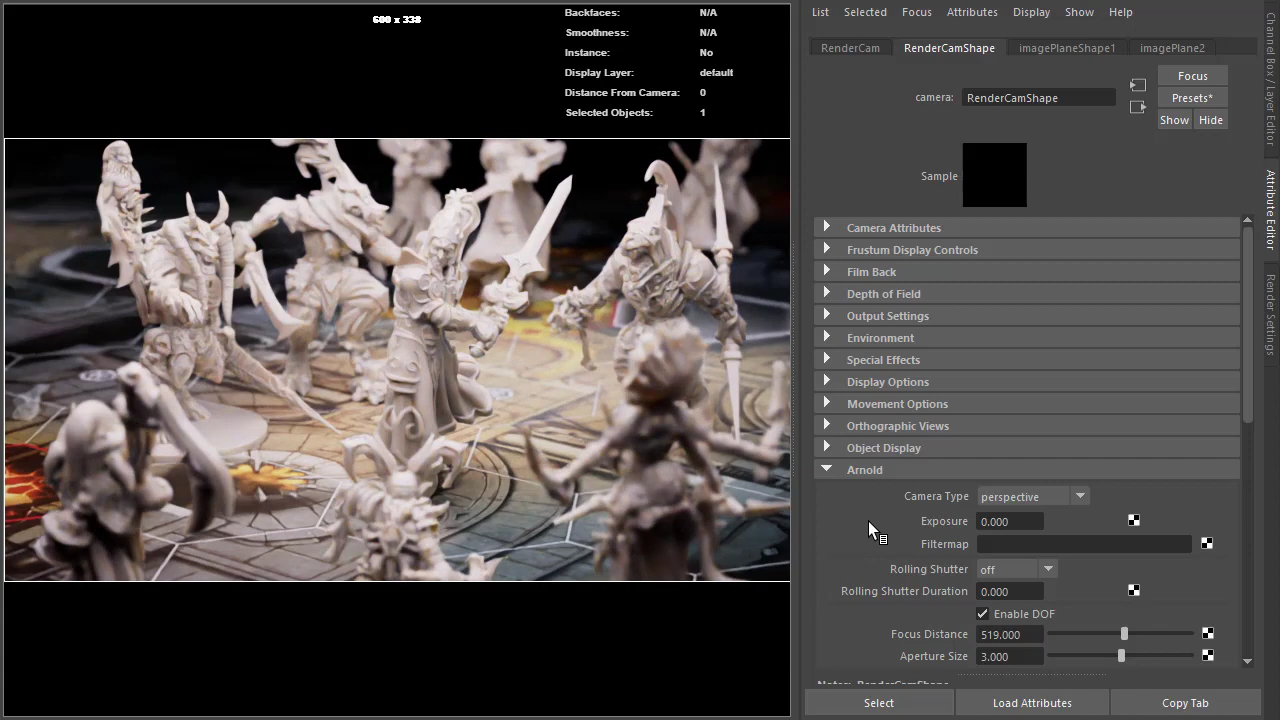 600 x 338
Backfaces: N/A
Smoothness: N/A
Instance: No
Display Layer: default
Distance From Camera: 0
Selected Objects: 1
List Selected Focus Attributes Display Show Help
RenderCam RenderCamShape imagePlaneShape1 imagePlane2
camera: RenderCamShape
Focus
Presets*
Show Hide
Sample
Camera Attributes
Frustum Display Controls
Film Back
Depth of Field
Output Settings
Environment
Special Effects
Display Options
Movement Options
Orthographic Views
Object Display
Arnold
Camera Type perspective
Exposure 0.000
Filtermap
Rolling Shutter off
Rolling Shutter Duration 0.000
Enable DOF
Focus Distance 519.000
Aperture Size 3.000
Notes: RenderCamShape
Select Load Attributes Copy Tab
Channel Box / Layer Editor
Attribute Editor
Render Settings